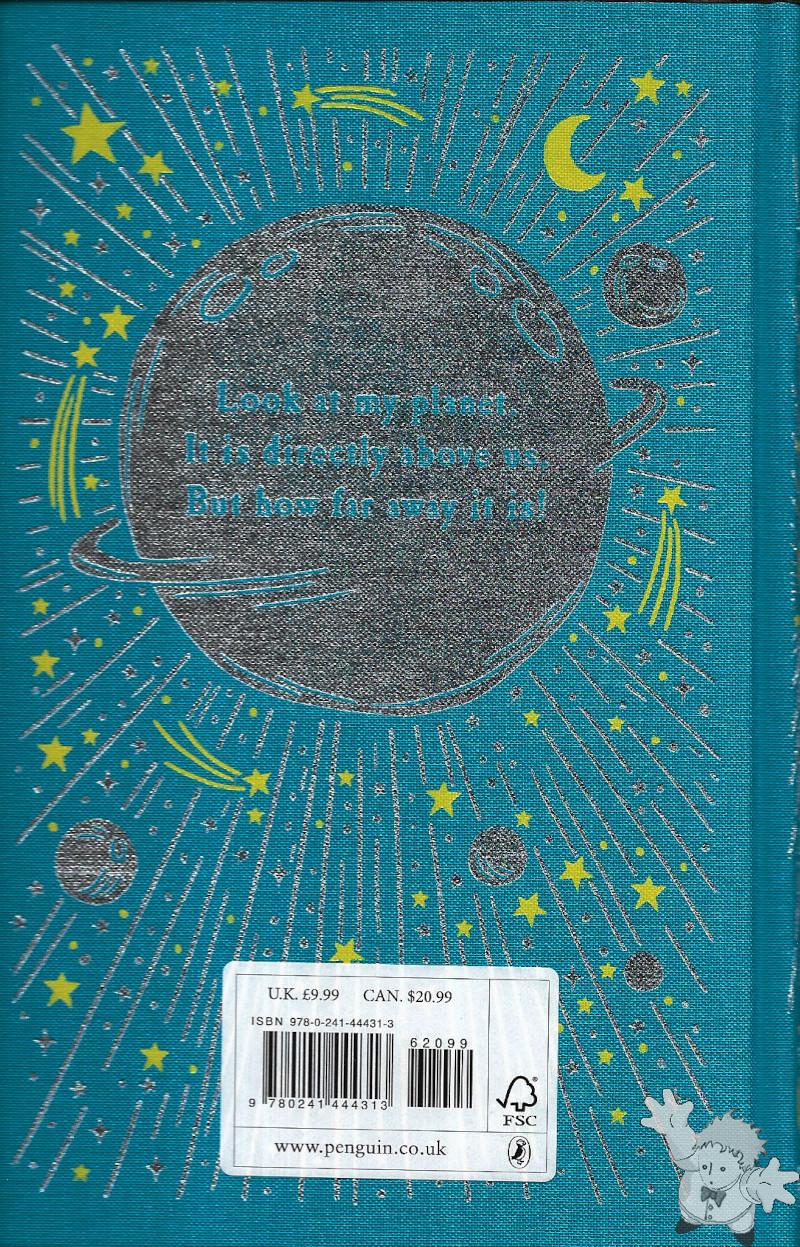 Look at my planet.
It is directly above us.
But how far away it is!
U.K. £9.99 CAN. $20.99
ISBN 978-0-241-44431-3
62099
9 780241 444313
FSC
www.penguin.co.uk